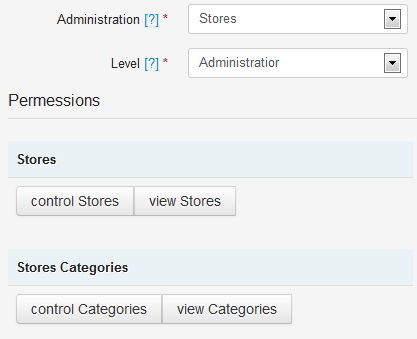 Administration [?] * Stores
Level [?] * Administratior
Permessions
Stores
control Stores view Stores
Stores Categories
control Categories view Categories